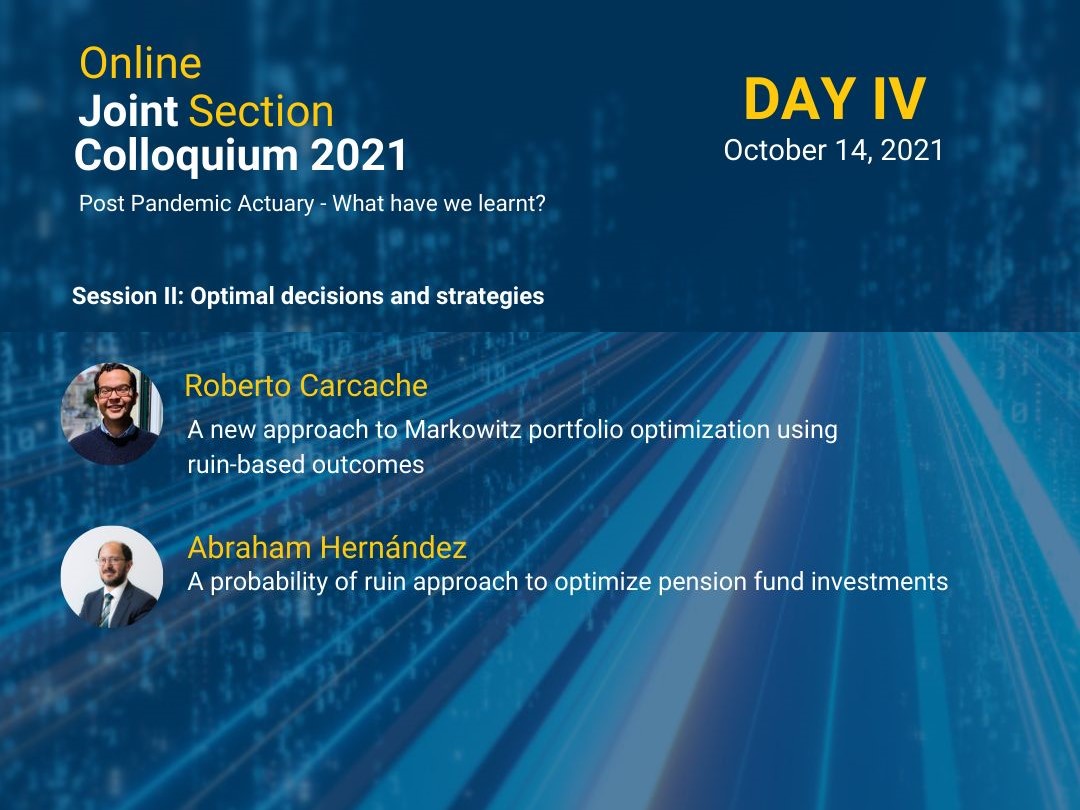 Online
Joint Section
Colloquium 2021
Post Pandemic Actuary - What have we learnt?
DAY IV
October 14, 2021
Session II: Optimal decisions and strategies
Roberto Carcache
A new approach to Markowitz portfolio optimization using
ruin-based outcomes
Abraham Hernández
A probability of ruin approach to optimize pension fund investments